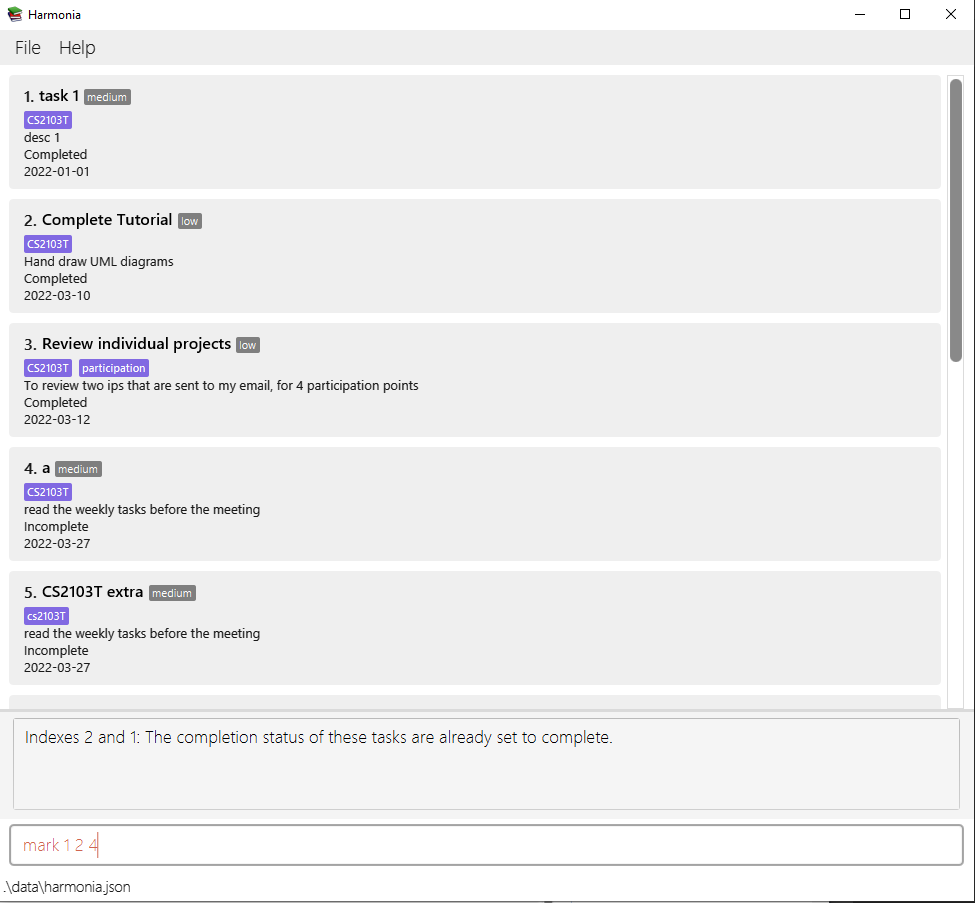 Harmonia
File Help
1. task 1 medium
CS2103T
desc 1
Completed
2022-01-01
2. Complete Tutorial low
CS2103T
Hand draw UML diagrams
Completed
2022-03-10
3. Review individual projects low
CS2103T participation
To review two ips that are sent to my email, for 4 participation points
Completed
2022-03-12
4. a medium
CS2103T
read the weekly tasks before the meeting
Incomplete
2022-03-27
5. CS2103T extra medium
cs2103T
read the weekly tasks before the meeting
Incomplete
2022-03-27
Indexes 2 and 1: The completion status of these tasks are already set to complete.
mark 1 2 4
.\data\harmonia.json